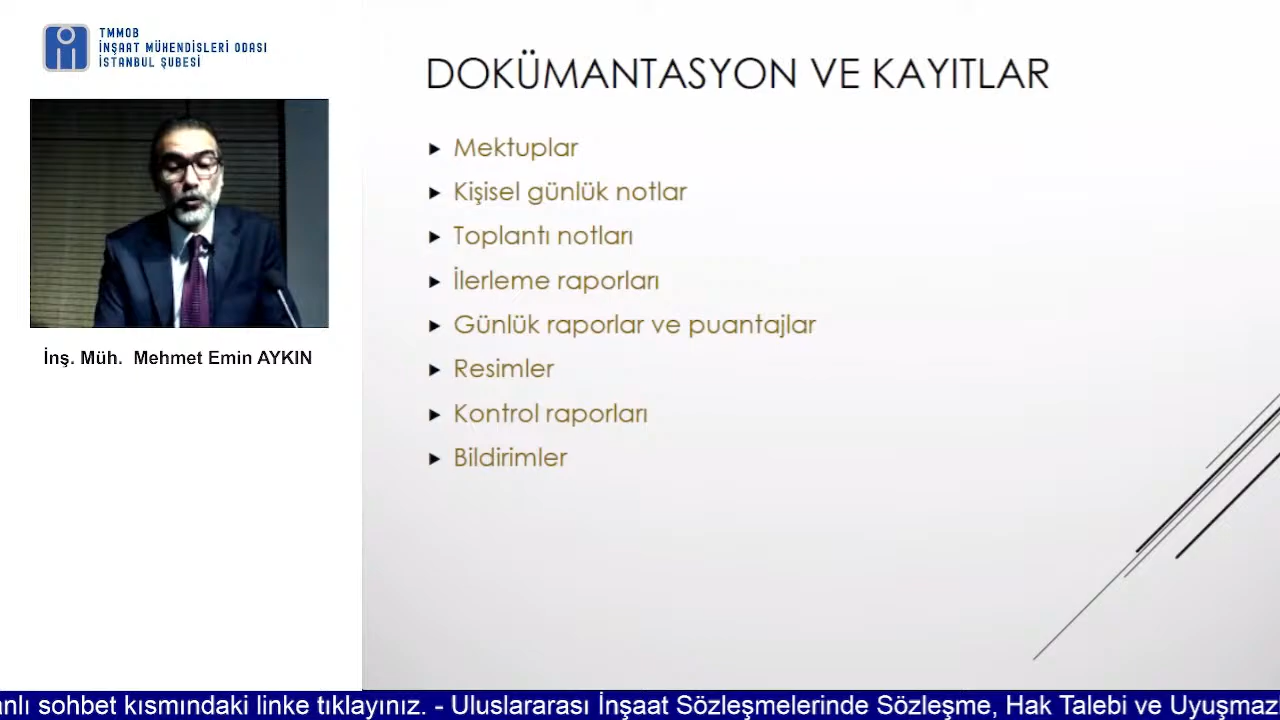 TMMOB
İNŞAAT MÜHENDİSLERİ ODASI
İSTANBUL ŞUBESİ
İnş. Müh. Mehmet Emin AYKIN
DOKÜMANTASYON VE KAYITLAR
Mektuplar
Kişisel günlük notlar
Toplantı notları
İlerleme raporları
Günlük raporlar ve puantajlar
Resimler
Kontrol raporları
Bildirimler
anlı sohbet kısmındaki linke tıklayınız. - Uluslararası İnşaat Sözleşmelerinde Sözleşme, Hak Talebi ve Uyuşmaz